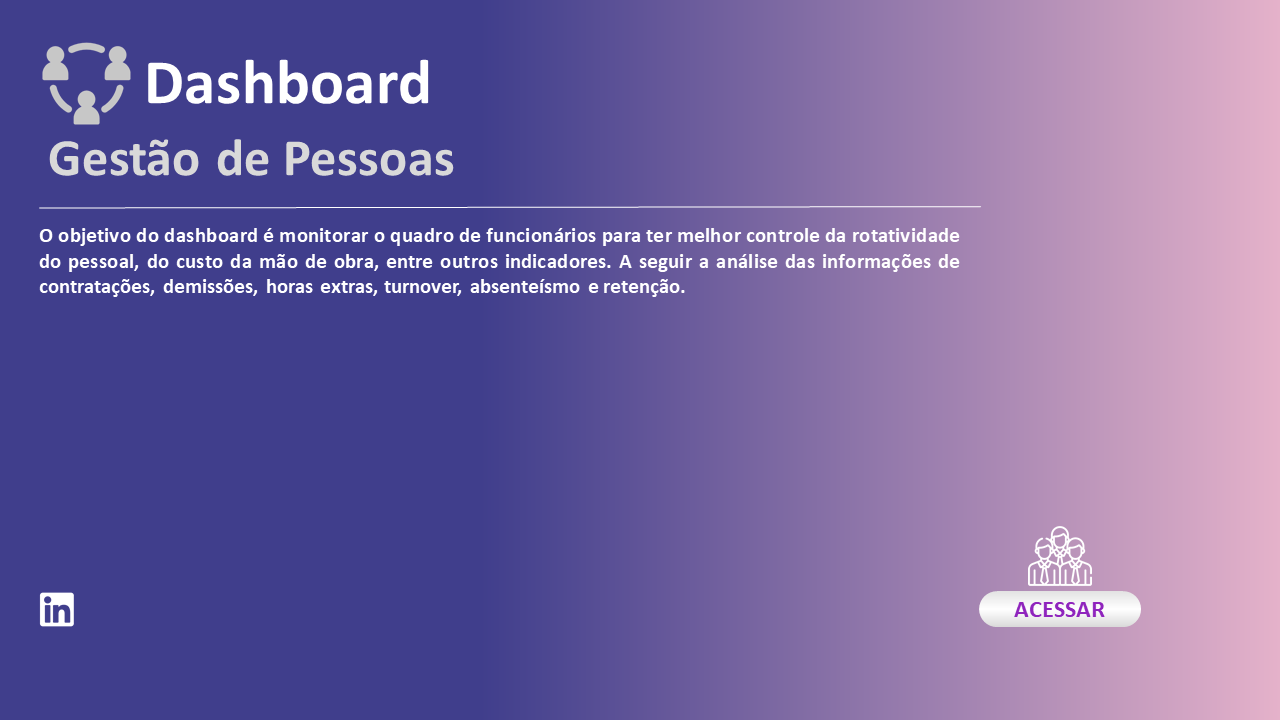 Dashboard
Gestão de Pessoas
O objetivo do dashboard é monitorar o quadro de funcionários para ter melhor controle da rotatividade
do pessoal, do custo da mão de obra, entre outros indicadores. A seguir a análise das informações de
contratações, demissões, horas extras, turnover, absenteísmo e retenção.
in
ACESSAR